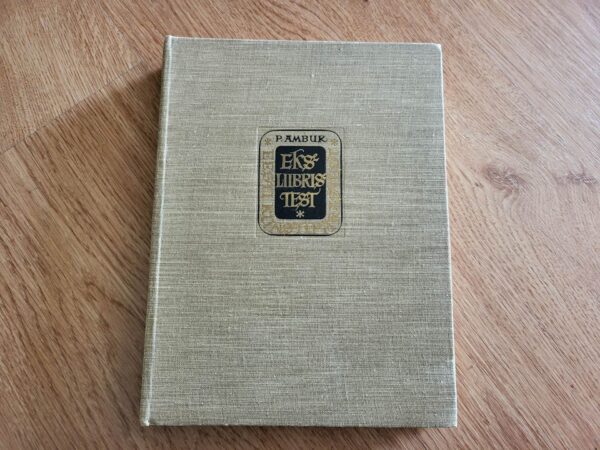 P. AMBUR
EKS-
LIIBRIS
TEST